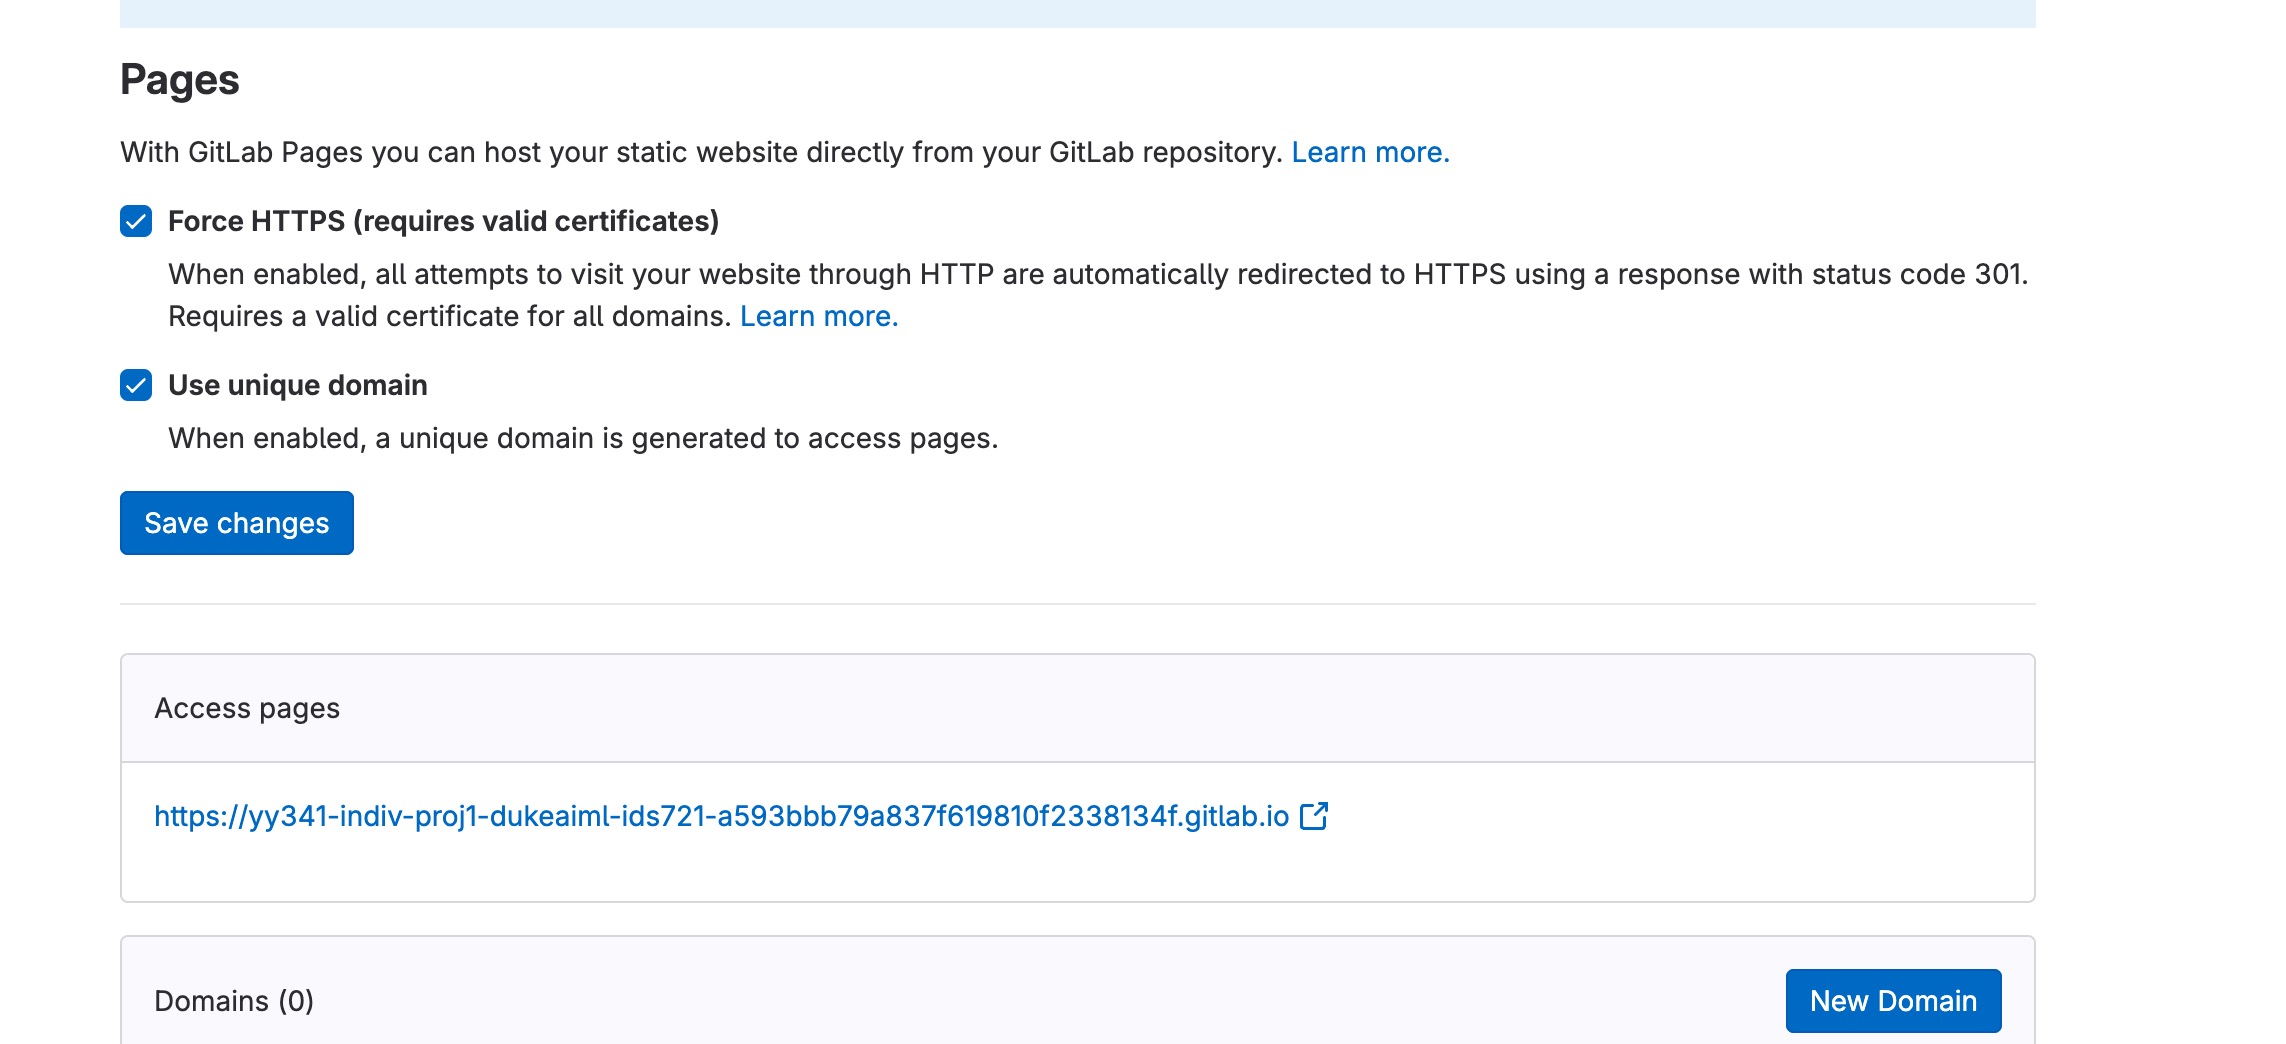 Pages
With GitLab Pages you can host your static website directly from your GitLab repository. Learn more.
Force HTTPS (requires valid certificates)
When enabled, all attempts to visit your website through HTTP are automatically redirected to HTTPS using a response with status code 301.
Requires a valid certificate for all domains. Learn more.
Use unique domain
When enabled, a unique domain is generated to access pages.
Save changes
Access pages
https://yy341-indiv-proj1-dukeaiml-ids721-a593bbb79a837f619810f2338134f.gitlab.io
Domains (0)
New Domain